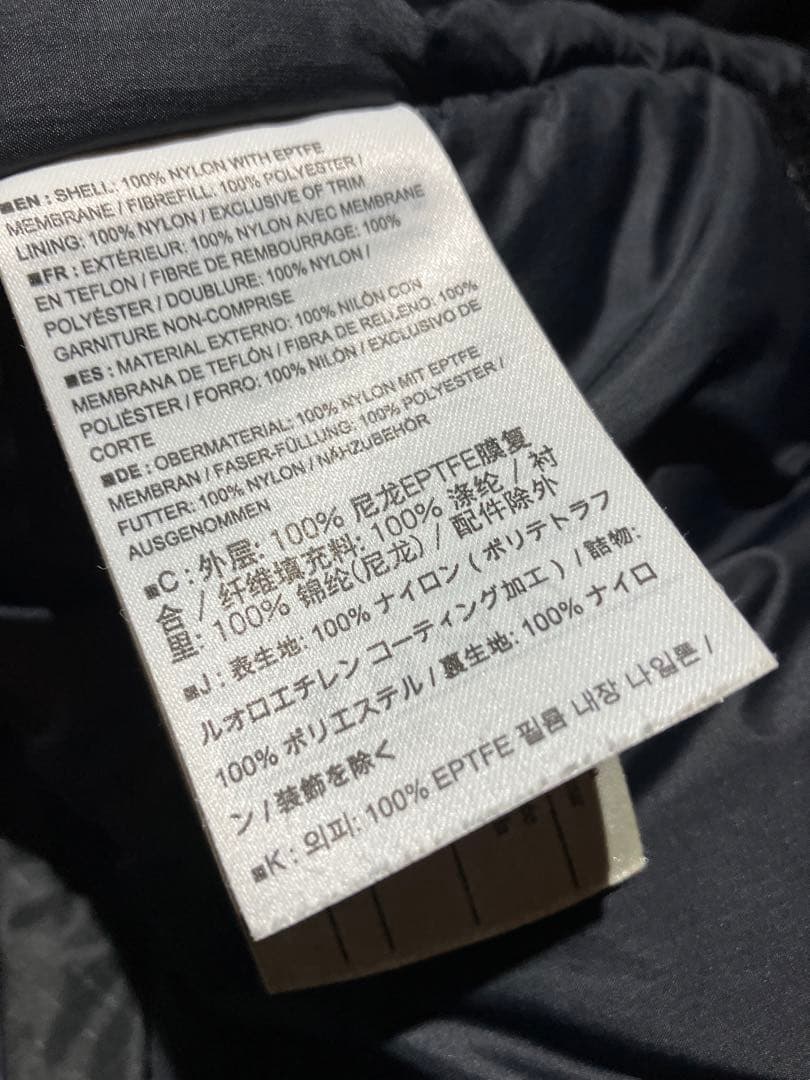 ■EN : SHELL: 100% NYLON WITH EPTFE
MEMBRANE / FIBREFILL: 100% POLYESTER /
LINING: 100% NYLON / EXCLUSIVE OF TRIM
■FR : EXTÉRIEUR: 100% NYLON AVEC MEMBRANE
EN TEFLON / FIBRE DE REMBOURRAGE: 100%
POLYÉSTER / DOUBLURE: 100% NYLON /
GARNITURE NON-COMPRISE
■ES : MATERIAL EXTERNO: 100% NILÓN CON
MEMBRANA DE TEFLÓN / FIBRA DE RELLENO: 100%
POLIÉSTER / FORRO: 100% NILÓN / EXCLUSIVO DE
CORTE
■DE : OBERMATERIAL: 100% NYLON MIT EPTFE
MEMBRAN / FASER-FÜLLUNG: 100% POLYESTER /
FUTTER: 100% NYLON / NÄHZUBEHÖR
AUSGENOMMEN
■C : 外层: 100% 尼龙EPTFE膜复
合 / 纤维填充料: 100% 涤纶 / 衬
里: 100% 锦纶(尼龙) / 配件除外
■J : 表生地: 100% ナイロン ( ポリテトラフ
ルオロエチレン コーティング加工 ) / 詰物:
100% ポリエステル / 裏生地: 100% ナイロ
ン / 装飾を除く
■K : 외피: 100% EPTFE 필름 내장 나일론 /